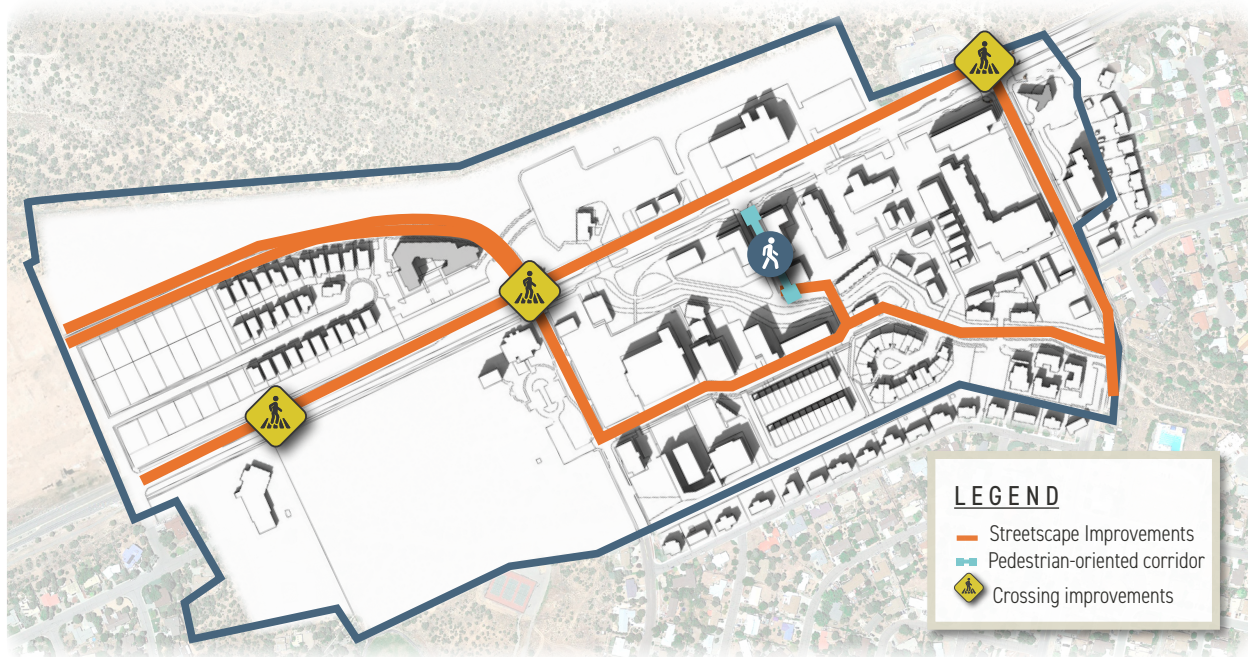 LEGEND
Streetscape Improvements
Pedestrian-oriented corridor
Crossing improvements